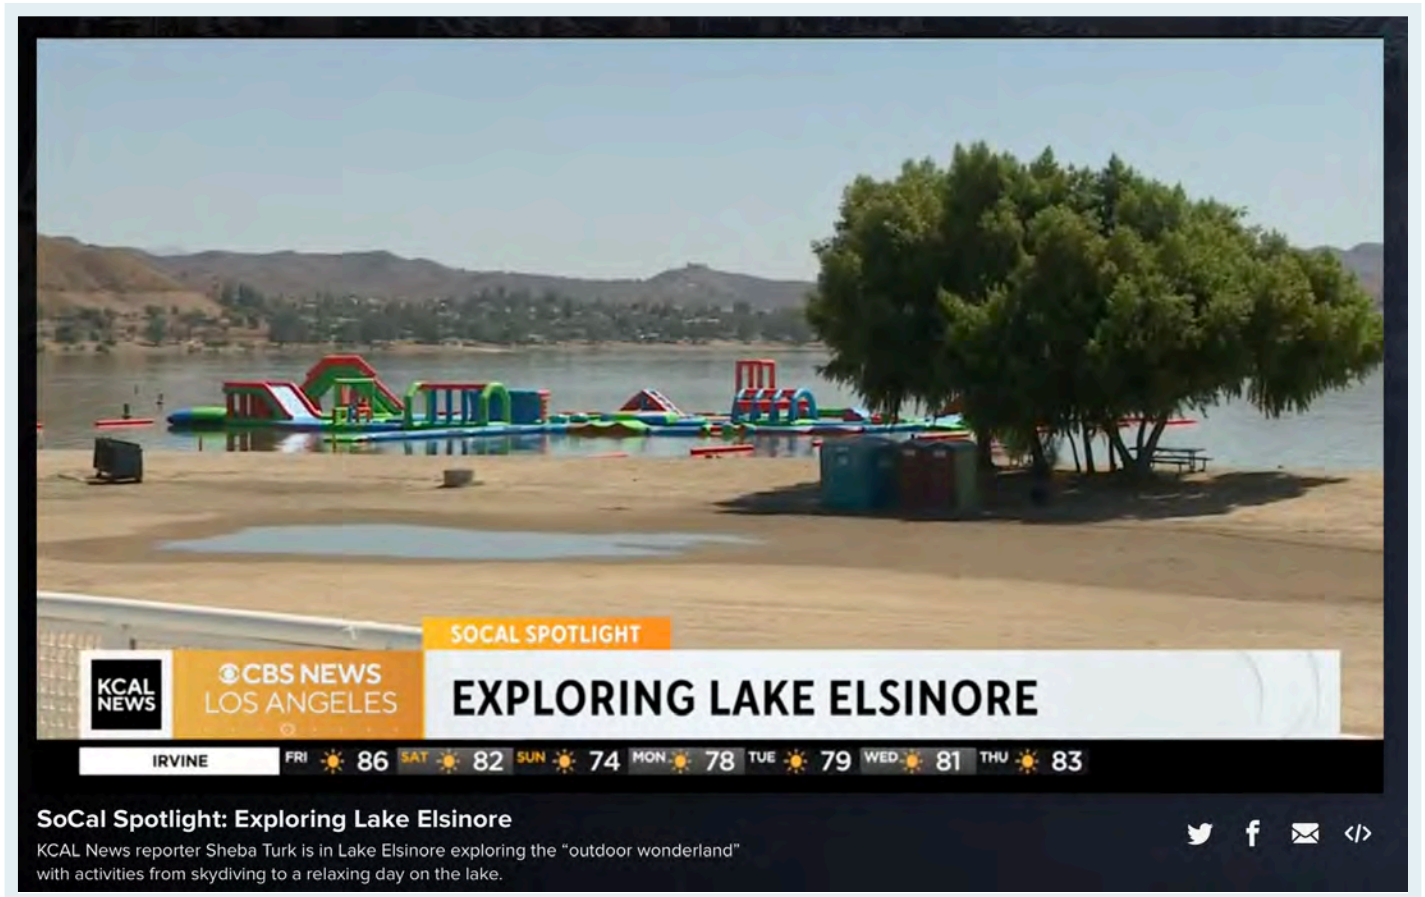 SOCAL SPOTLIGHT
KCAL
NEWS
CBS NEWS
LOS ANGELES
EXPLORING LAKE ELSINORE
IRVINE FRI 86 SAT 82 SUN 74 MON 78 TUE 79 WED 81 THU 83
SoCal Spotlight: Exploring Lake Elsinore
KCAL News reporter Sheba Turk is in Lake Elsinore exploring the “outdoor wonderland”
with activities from skydiving to a relaxing day on the lake.